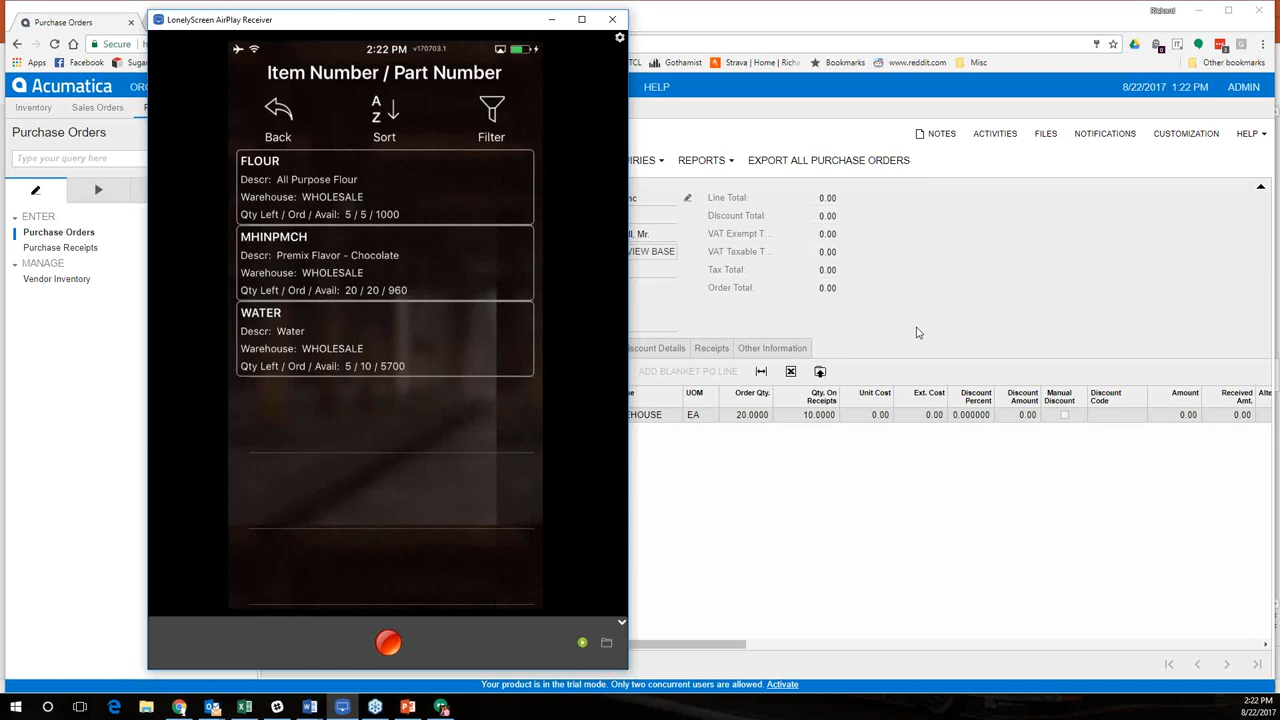 Purchase Orders
LonelyScreen AirPlay Receiver
Richard
Secure
Apps
Facebook
Sugar
TCL
Gothamist
Strava | Home | Richa
Bookmarks
www.reddit.com
Misc
Other bookmarks
Acumatica
HELP
8/22/2017 1:22 PM
ADMIN
Inventory
Sales Orders
Purchase Orders
Type your query here
NOTES
ACTIVITIES
FILES
NOTIFICATIONS
CUSTOMIZATION
HELP
REPORTS
EXPORT ALL PURCHASE ORDERS
ENTER
Purchase Orders
Purchase Receipts
MANAGE
Vendor Inventory
2:22 PM
v170703.1
Item Number / Part Number
Back
Sort
Filter
FLOUR
Descr: All Purpose Flour
Warehouse: WHOLESALE
Qty Left / Ord / Avail: 5 / 5 / 1000
MHINPMCH
Descr: Premix Flavor - Chocolate
Warehouse: WHOLESALE
Qty Left / Ord / Avail: 20 / 20 / 960
WATER
Descr: Water
Warehouse: WHOLESALE
Qty Left / Ord / Avail: 5 / 10 / 5700
Line Total: 0.00
Discount Total: 0.00
Mr.
VAT Exempt T... 0.00
VIEW BASE
VAT Taxable T... 0.00
Tax Total: 0.00
Order Total: 0.00
Details
Receipts
Other Information
ADD BLANKET PO LINE
UOM
Order Qty.
Qty. On Receipts
Unit Cost
Ext. Cost
Discount Percent
Discount Amount
Manual Discount
Discount Code
Amount
Received Amt.
Alte
EHOUSE
EA
20.0000
10.0000
0.00
0.00
0.000000
0.00
0.00
0.00
Your product is in the trial mode. Only two concurrent users are allowed. Activate
2:22 PM
8/22/2017